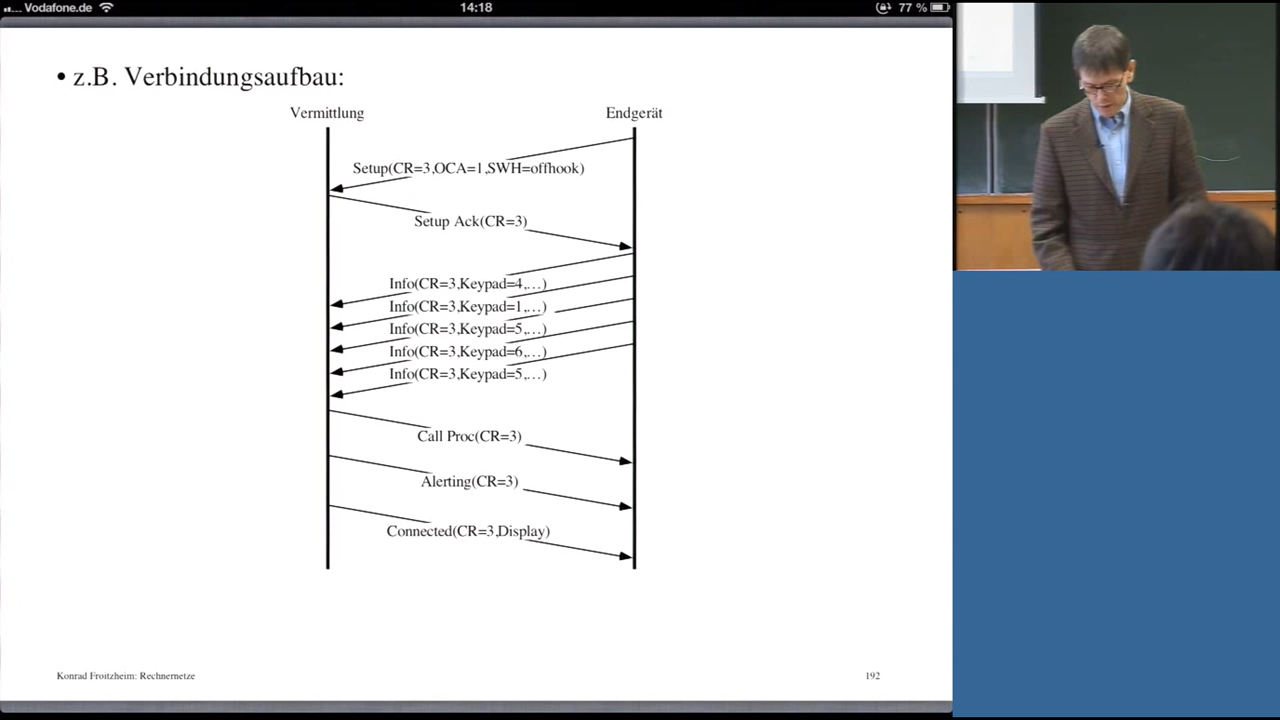 Vodafone.de
14:18
77 %
• z.B. Verbindungsaufbau:
Vermittlung
Endgerät
Setup(CR=3,OCA=1,SWH=offhook)
Setup Ack(CR=3)
Info(CR=3,Keypad=4,…)
Info(CR=3,Keypad=1,…)
Info(CR=3,Keypad=5,…)
Info(CR=3,Keypad=6,…)
Info(CR=3,Keypad=5,…)
Call Proc(CR=3)
Alerting(CR=3)
Connected(CR=3,Display)
Konrad Froitzheim: Rechnernetze
192